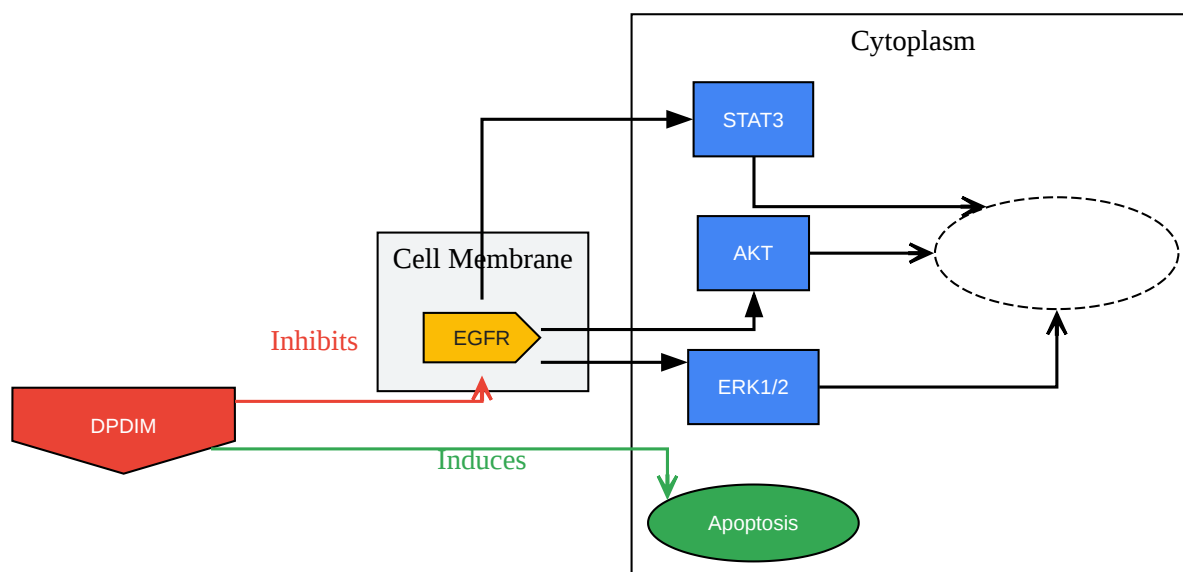 Cytoplasm
STAT3
Cell Membrane
AKT
EGFR
Inhibits
ERK1/2
DPDIM
Induces
Apoptosis